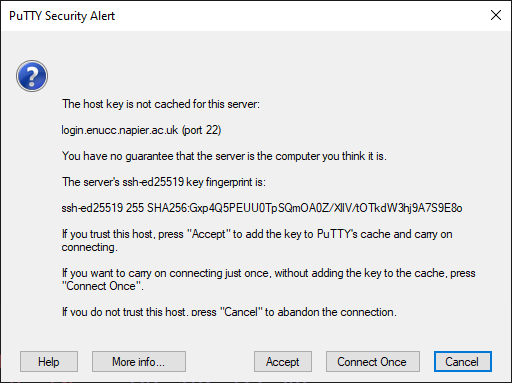 PuTTY Security Alert
The host key is not cached for this server:
login.enucc.napier.ac.uk (port 22)
You have no guarantee that the server is the computer you think it is.
The server's ssh-ed25519 key fingerprint is:
ssh-ed25519 255 SHA256:Gxp4Q5PEUU0TpSQmOA0Z/XIIV/tOTkdW3hj9A7S9E8o
If you trust this host, press "Accept" to add the key to PuTTY's cache and carry on
connecting.
If you want to carry on connecting just once, without adding the key to the cache, press
"Connect Once".
If you do not trust this host, press "Cancel" to abandon the connection.
Help
More info...
Accept
Connect Once
Cancel